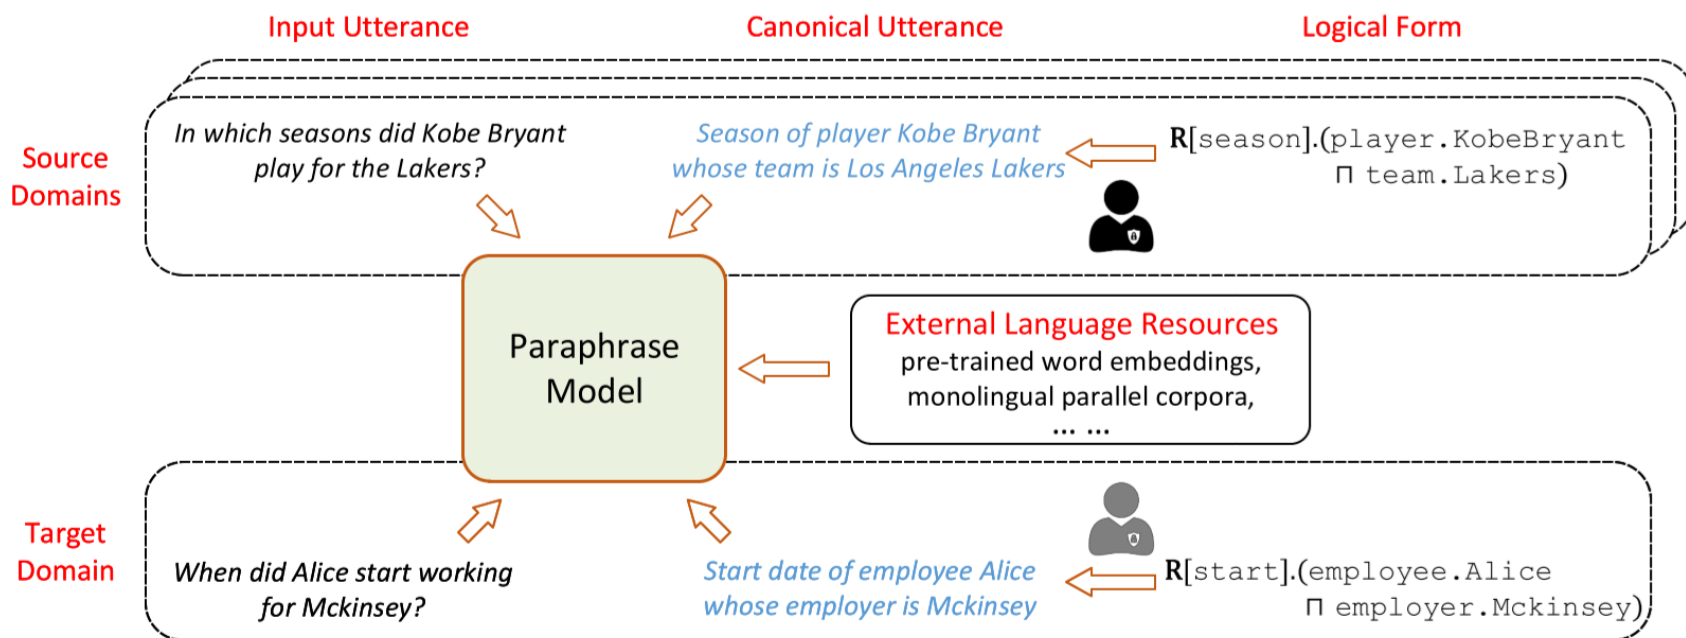 Input Utterance
Canonical Utterance
Logical Form
Source
Domains
In which seasons did Kobe Bryant
play for the Lakers?
Season of player Kobe Bryant
whose team is Los Angeles Lakers
R[season].(player.KobeBryant
⊓ team.Lakers)
Paraphrase
Model
External Language Resources
pre-trained word embeddings,
monolingual parallel corpora,
... ...
Target
Domain
When did Alice start working
for Mckinsey?
Start date of employee Alice
whose employer is Mckinsey
R[start].(employee.Alice
⊓ employer.Mckinsey)